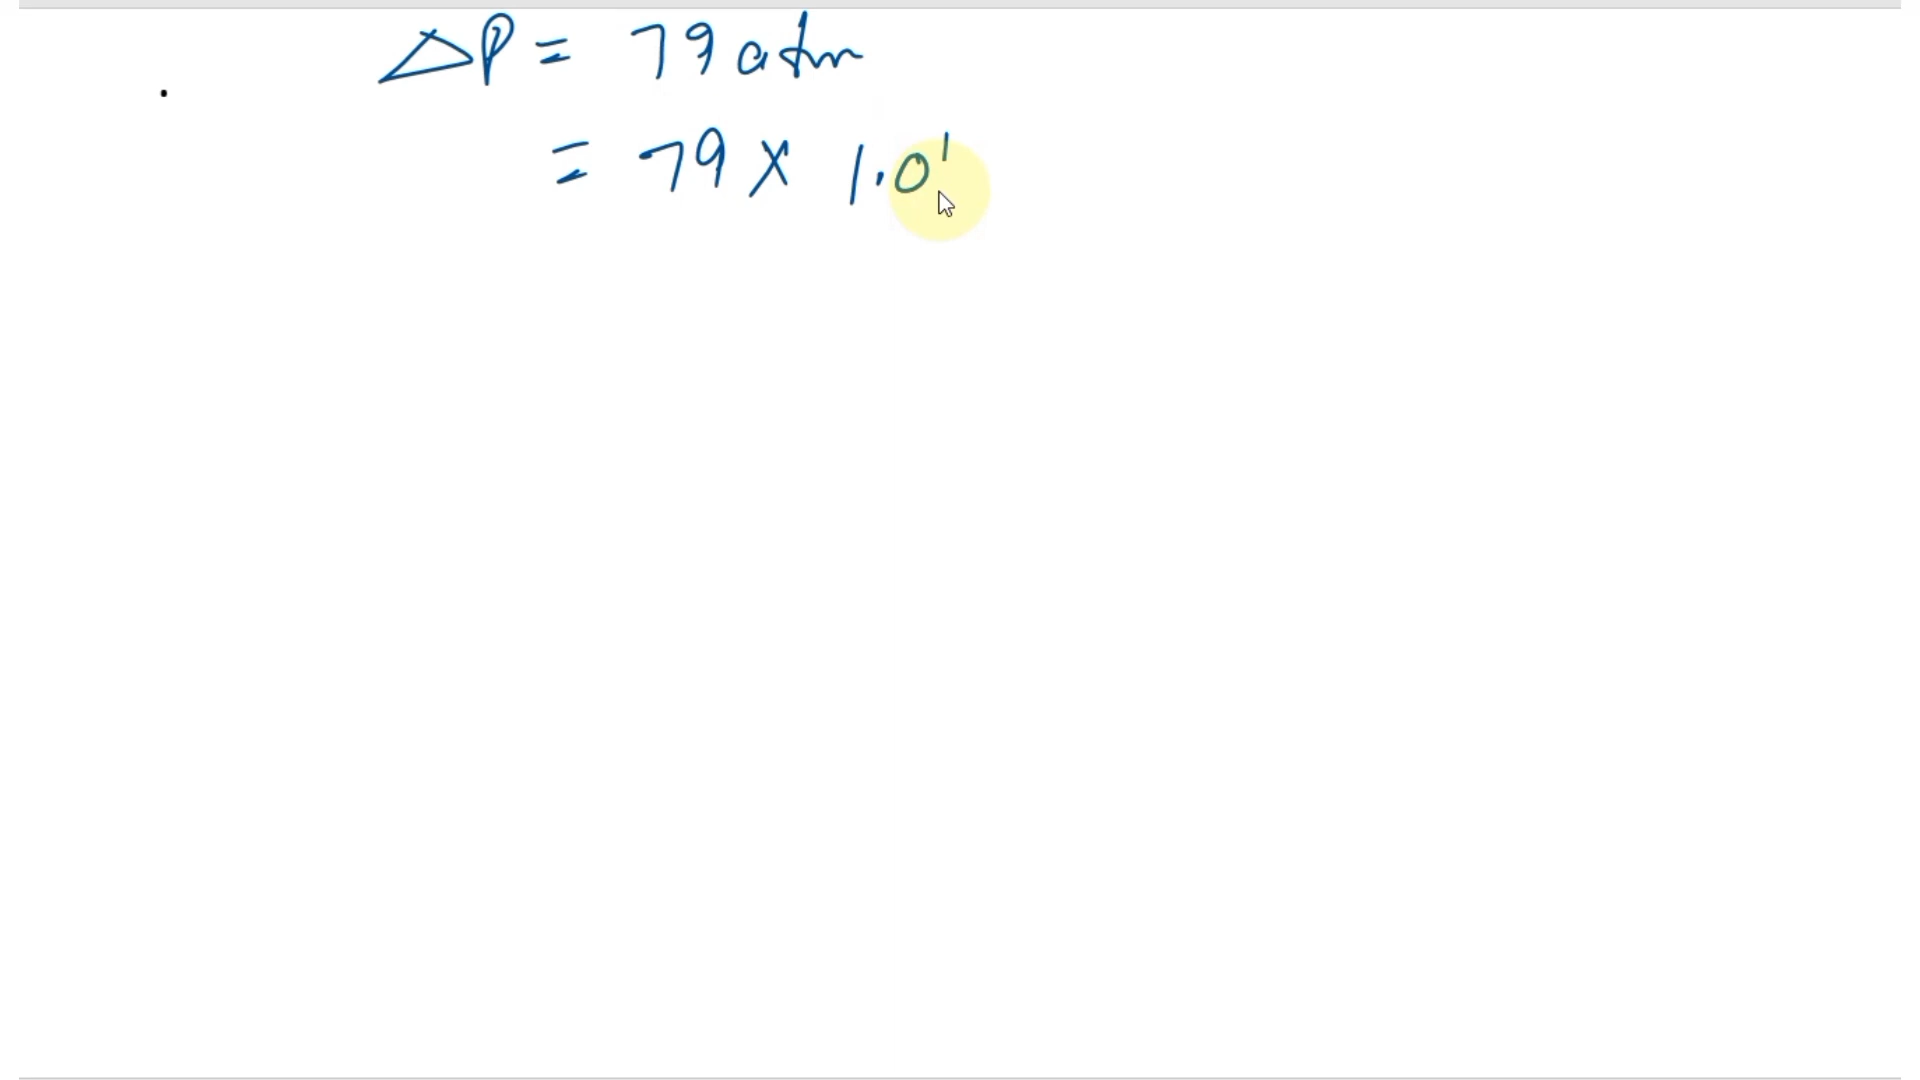 ΔP = 79 atm
= 79 × 1.01